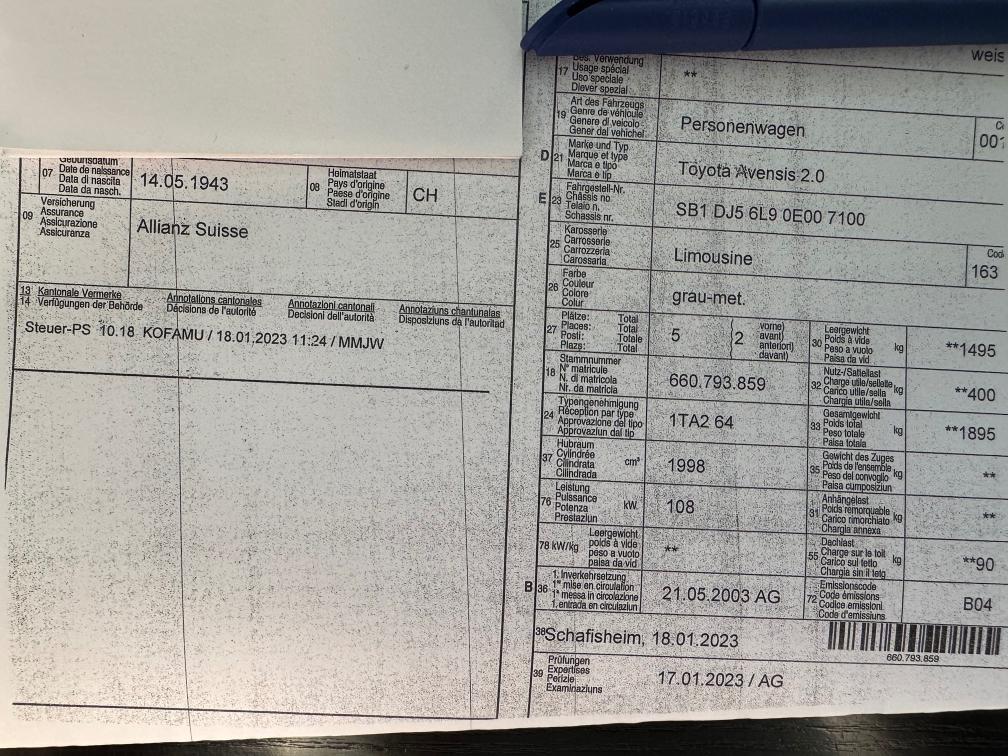 07 Geburtsdatum
Date de naissance
Data di nascita
Data da nasch.
14.05.1943
08 Heimatstaat
Pays d'origine
Paese d'origine
Stadi d'origin
CH
09 Versicherung
Assurance
Assicurazione
Assicuranza
Allianz Suisse
13 Kantonale Vermerke Annotations cantonales Annotazioni cantonali Annotaziuns chantunalas
14 Verfügungen der Behörde Décisions de l'autorité Decisioni dell'autorità Disposiziuns da l'autoritad
Steuer-PS 10.18 KOFAMU / 18.01.2023 11:24 / MMJW
weis
17 Bes. Verwendung
Usage spécial
Uso speciale
Diever spezial
**
19 Art des Fahrzeugs
Genre de véhicule
Genere di veicolo
Gener dal vehichel
Personenwagen
001
D 21 Marke und Typ
Marque et type
Marca e tipo
Marca e tip
Toyota Avensis 2.0
E 23 Fahrgestell-Nr.
Châssis no
Telaio n.
Schassis nr.
SB1 DJ5 6L9 0E00 7100
25 Karosserie
Carrosserie
Carrozzeria
Carossaria
Limousine
Cod
163
26 Farbe
Couleur
Colore
Colur
grau-met.
27 Plätze: Total
Places: Total
Posti: Totale
Plazs: Total
5
(2
vorne)
avant)
anteriori)
davant)
30 Leergewicht
Poids à vide
Peso a vuoto
Paisa da vid
kg
**1495
18 Stammnummer
N° matricule
N. di matricola
Nr. da matricla
660.793.859
32 Nutz-/Sattellast
Charge utile/sellette
Carico utile/sella
Chargia utila/sella
kg
**400
24 Typengenehmigung
Réception par type
Approvazione del tipo
Approvaziun dal tip
1TA2 64
33 Gesamtgewicht
Poids total
Peso totale
Paisa totala
kg
**1895
37 Hubraum
Cylindrée
Cilindrata
Cilindrada
cm³
1998
35 Gewicht des Zuges
Poids de l'ensemble
Peso del convoglio
Paisa cumposiziun
kg
**
76 Leistung
Puissance
Potenza
Prestaziun
kW
108
31 Anhängelast
Poids remorquable
Carico rimorchiato
Chargia annexa
kg
**
78 kW/kg Leergewicht
poids à vide
peso a vuoto
paisa da vid
**
55 Dachlast
Charge sur le toit
Carico sul tetto
Chargia sin il tetg
kg
**90
B 36 1. Inverkehrsetzung
1re mise en circulation
1a messa in circolazione
1. entrada en circulaziun
21.05.2003 AG
72 Emissionscode
Code émissions
Codice emissioni
Code d'emissiuns
B04
38 Schafisheim, 18.01.2023
660.793.859
39 Prüfungen
Expertises
Perizie
Examinaziuns
17.01.2023 / AG